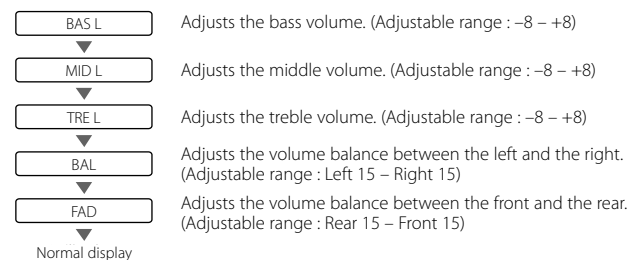 BAS L
Adjusts the bass volume. (Adjustable range : –8 – +8)
MID L
Adjusts the middle volume. (Adjustable range : –8 – +8)
TRE L
Adjusts the treble volume. (Adjustable range : –8 – +8)
BAL
Adjusts the volume balance between the left and the right.
(Adjustable range : Left 15 – Right 15)
FAD
Adjusts the volume balance between the front and the rear.
(Adjustable range : Rear 15 – Front 15)
Normal display